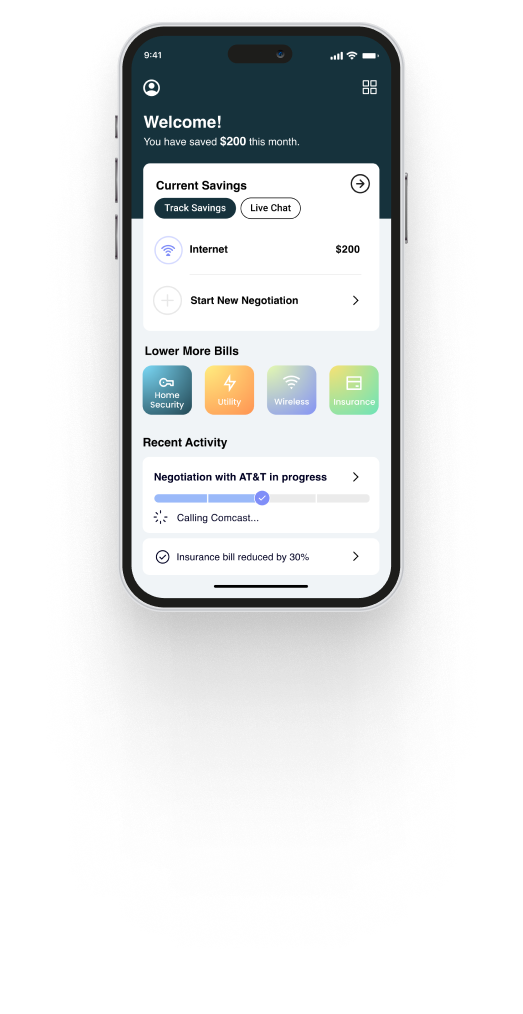 9:41
Welcome!
You have saved $200 this month.
Current Savings
Track Savings Live Chat
Internet $200
Start New Negotiation
Lower More Bills
Home
Security
Utility
Wireless
Insurance
Recent Activity
Negotiation with AT&T in progress
Calling Comcast...
Insurance bill reduced by 30%